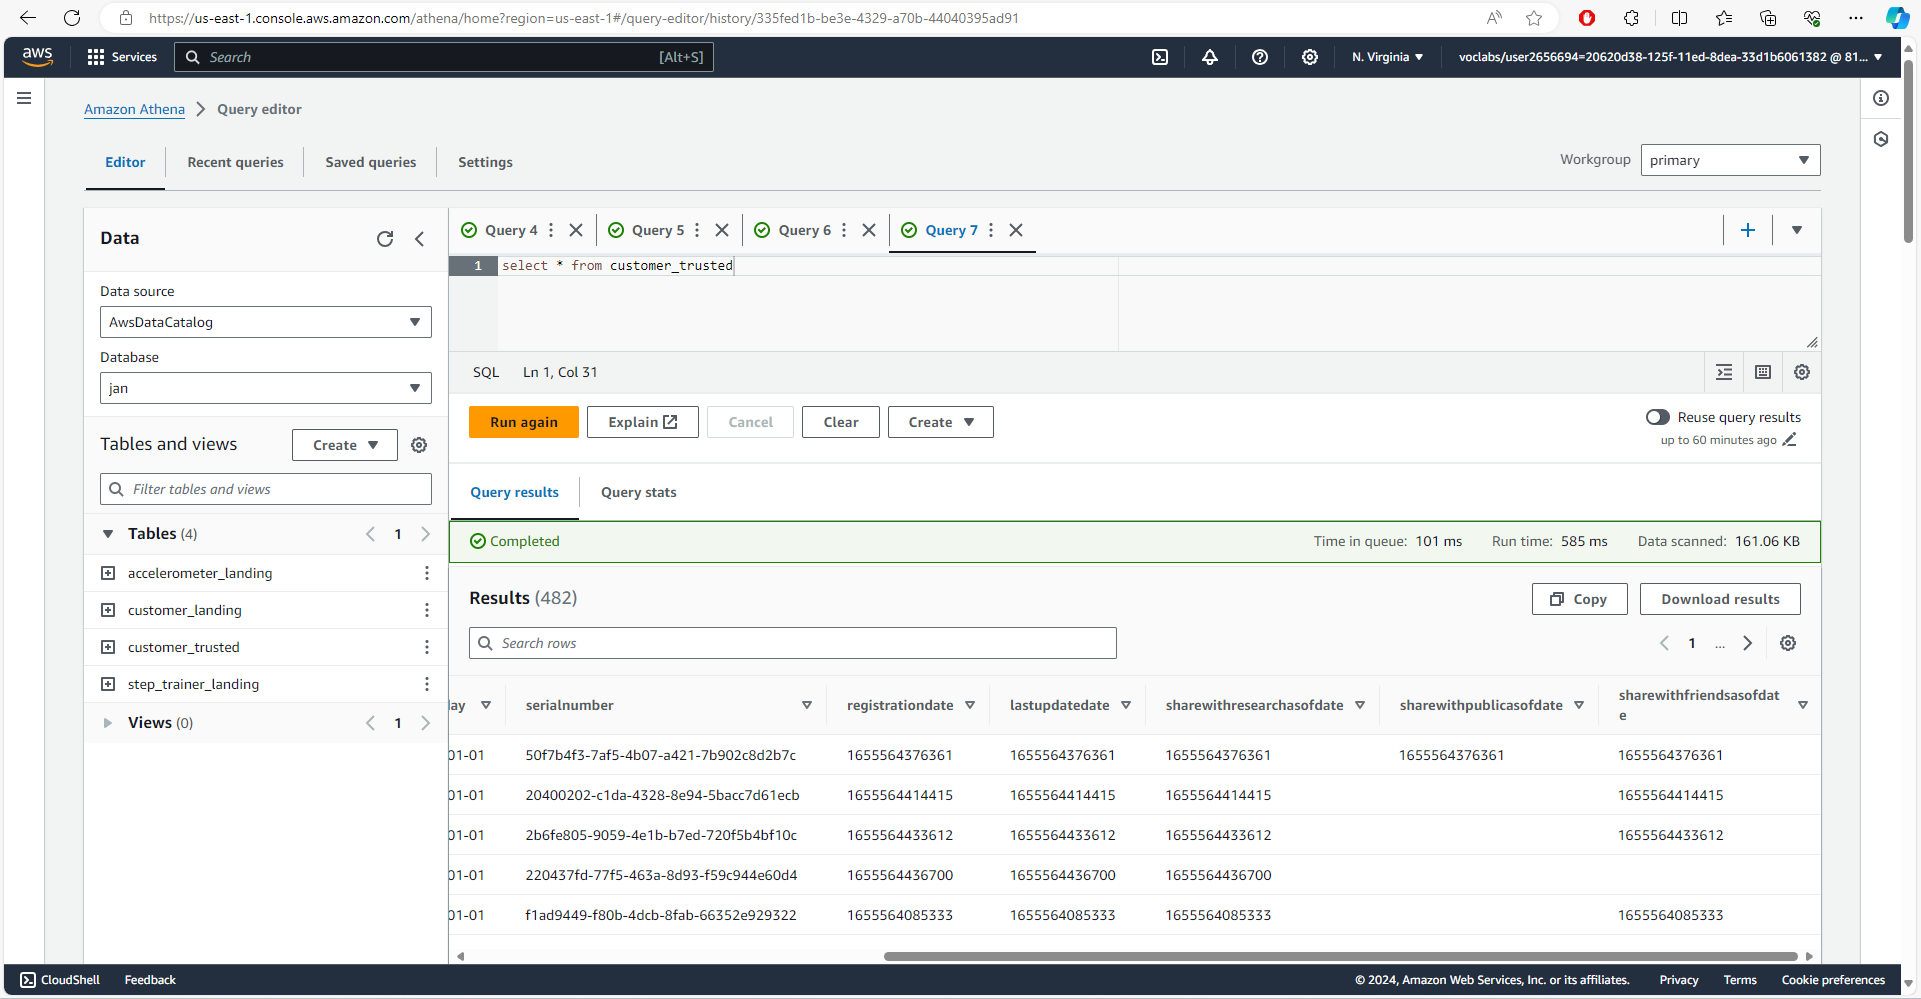 https://us-east-1.console.aws.amazon.com/athena/home?region=us-east-1#/query-editor/history/335fed1b-be3e-4329-a70b-44040395ad91
aws Services Search [Alt+S] N. Virginia voclabs/user2656694=20620d38-125f-11ed-8dea-33d1b6061382 @ 81...
Amazon Athena Query editor
Editor Recent queries Saved queries Settings Workgroup primary
Data
Data source
AwsDataCatalog
Database
jan
Tables and views Create
Filter tables and views
Tables (4) 1
accelerometer_landing
customer_landing
customer_trusted
step_trainer_landing
Views (0) 1
Query 4 Query 5 Query 6 Query 7
1 select * from customer_trusted
SQL Ln 1, Col 31
Run again Explain Cancel Clear Create Reuse query results
up to 60 minutes ago
Query results Query stats
Completed Time in queue: 101 ms Run time: 585 ms Data scanned: 161.06 KB
Results (482) Copy Download results
Search rows 1 ...
lay serialnumber registrationdate lastupdatedate sharewithresearchasofdate sharewithpublicasofdate sharewithfriendsasofdat
e
01-01 50f7b4f3-7af5-4b07-a421-7b902c8d2b7c 1655564376361 1655564376361 1655564376361 1655564376361 1655564376361
01-01 20400202-c1da-4328-8e94-5bacc7d61ecb 1655564414415 1655564414415 1655564414415 1655564414415
01-01 2b6fe805-9059-4e1b-b7ed-720f5b4bf10c 1655564433612 1655564433612 1655564433612 1655564433612
01-01 220437fd-77f5-463a-8d93-f59c944e60d4 1655564436700 1655564436700 1655564436700
01-01 f1ad9449-f80b-4dcb-8fab-66352e929322 1655564085333 1655564085333 1655564085333 1655564085333
CloudShell Feedback © 2024, Amazon Web Services, Inc. or its affiliates. Privacy Terms Cookie preferences